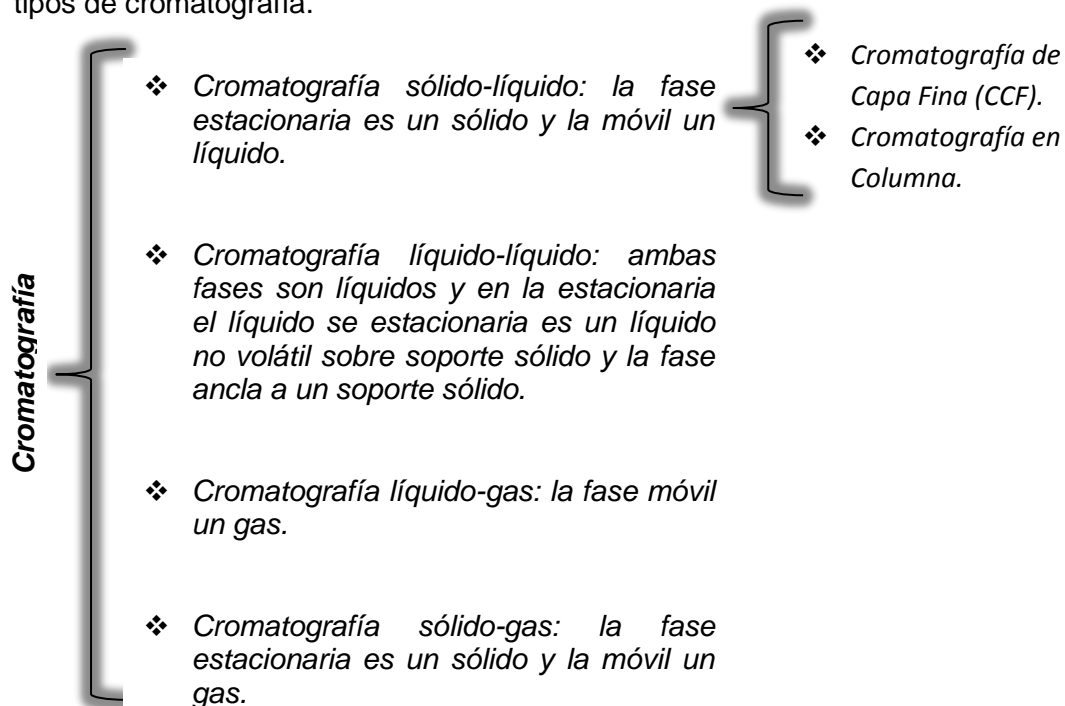 tipos de cromatografía.
Cromatografía
❖ Cromatografía sólido-líquido: la fase
estacionaria es un sólido y la móvil un
líquido.
❖ Cromatografía de
Capa Fina (CCF).
❖ Cromatografía en
Columna.
❖ Cromatografía líquido-líquido: ambas
fases son líquidos y en la estacionaria
el líquido se estacionaria es un líquido
no volátil sobre soporte sólido y la fase
ancla a un soporte sólido.
❖ Cromatografía líquido-gas: la fase móvil
un gas.
❖ Cromatografía sólido-gas: la fase
estacionaria es un sólido y la móvil un
gas.